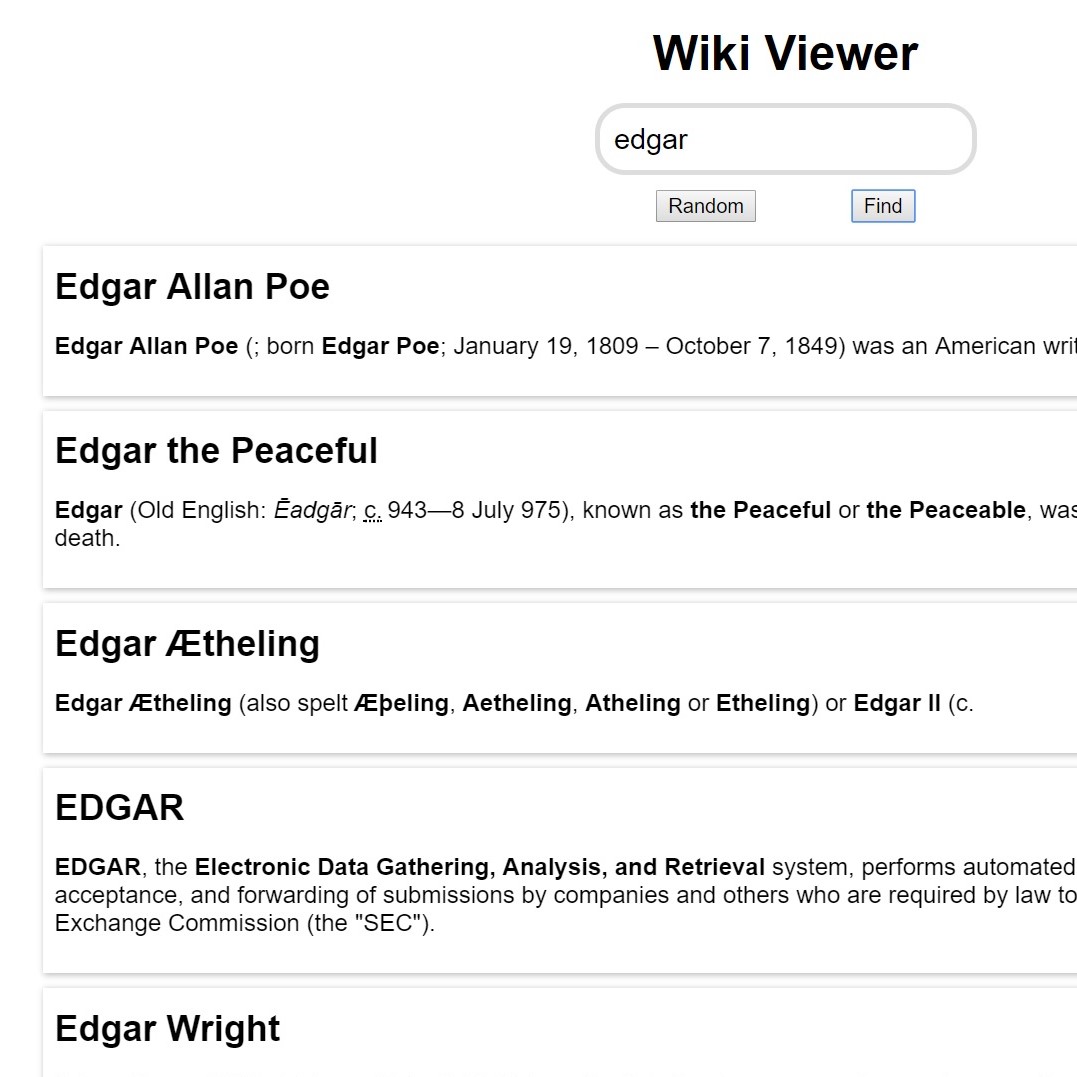 Wiki Viewer
edgar
Random Find
Edgar Allan Poe
Edgar Allan Poe (; born Edgar Poe; January 19, 1809 – October 7, 1849) was an American
Edgar the Peaceful
Edgar (Old English: Ēadgār; c. 943—8 July 975), known as the Peaceful or the Peaceable, was
death.
Edgar Ætheling
Edgar Ætheling (also spelt Æþeling, Aetheling, Atheling or Etheling) or Edgar II (c.
EDGAR
EDGAR, the Electronic Data Gathering, Analysis, and Retrieval system, performs automated
acceptance, and forwarding of submissions by companies and others who are required by law to
Exchange Commission (the "SEC").
Edgar Wright